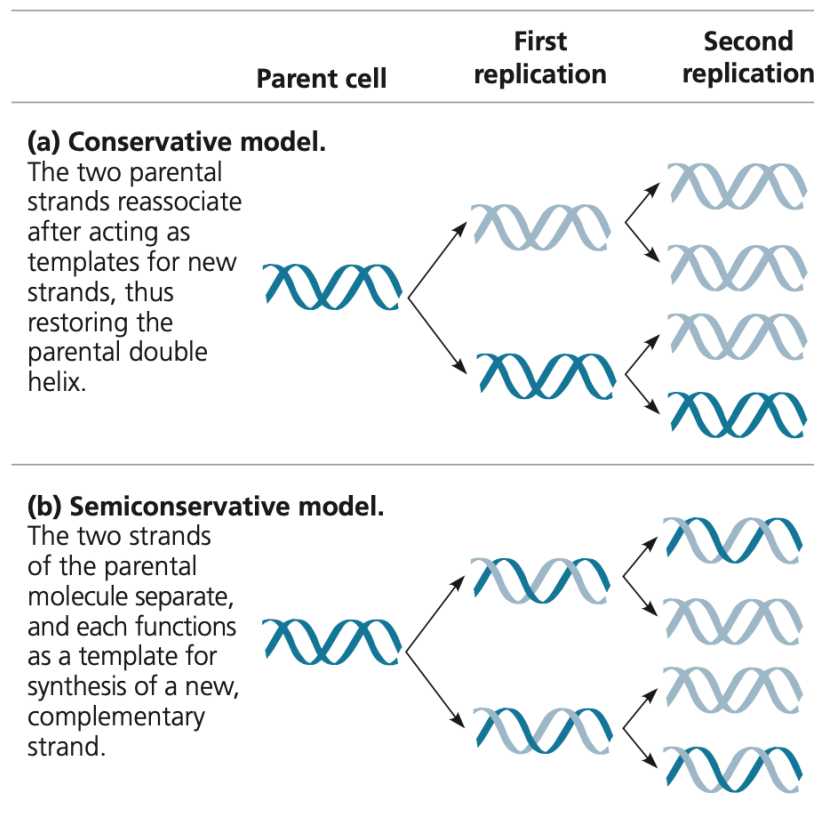 First
replication
Second
replication
Parent cell
(a) Conservative model.
The two parental
strands reassociate
after acting as
templates for new
strands, thus
restoring the
parental double
helix.
(b) Semiconservative model.
The two strands
of the parental
molecule separate,
and each functions
as a template for
synthesis of a new,
complementary
strand.